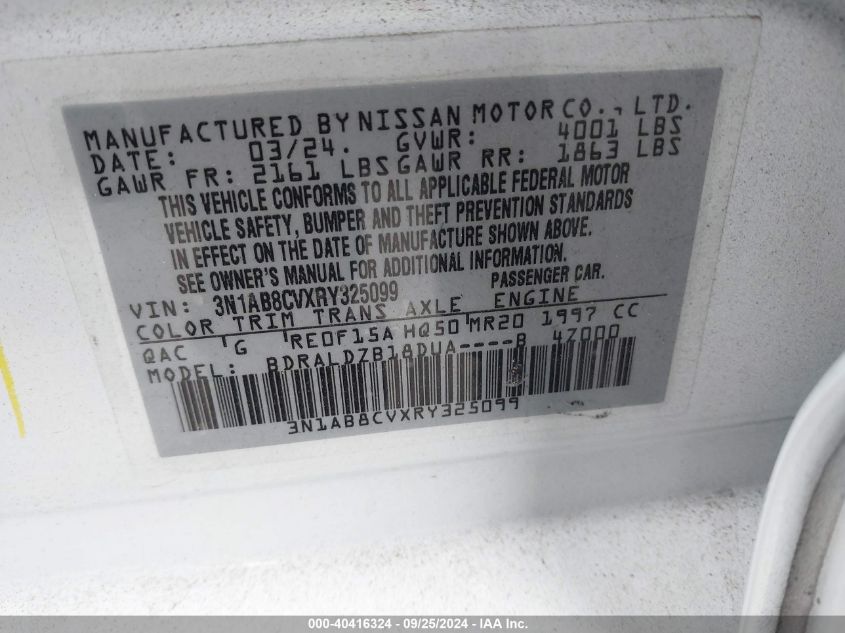 MANUFACTURED BY NISSAN MOTOR CO., LTD.
DATE: 03/24. GVWR: 4001 LBS
GAWR FR: 2161 LBS GAWR RR: 1863 LBS
THIS VEHICLE CONFORMS TO ALL APPLICABLE FEDERAL MOTOR
VEHICLE SAFETY, BUMPER AND THEFT PREVENTION STANDARDS
IN EFFECT ON THE DATE OF MANUFACTURE SHOWN ABOVE.
SEE OWNER'S MANUAL FOR ADDITIONAL INFORMATION.
PASSENGER CAR.
VIN: 3N1AB8CVXRY325099
COLOR TRIM TRANS AXLE ENGINE
QAC G RE0F15A HQ50 MR20 1997 CC
MODEL: BDRALDZB18DUA----B 4Z000
3N1AB8CVXRY325099
000-40416324 - 09/25/2024 - IAA Inc.